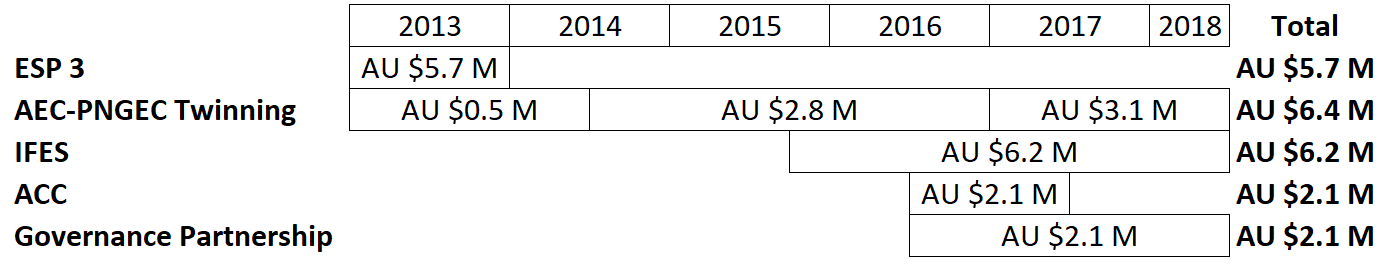 2013 2014 2015 2016 2017 2018 Total
ESP 3 AU $5.7 M AU $5.7 M
AEC-PNGEC Twinning AU $0.5 M AU $2.8 M AU $3.1 M AU $6.4 M
IFES AU $6.2 M AU $6.2 M
ACC AU $2.1 M AU $2.1 M
Governance Partnership AU $2.1 M AU $2.1 M